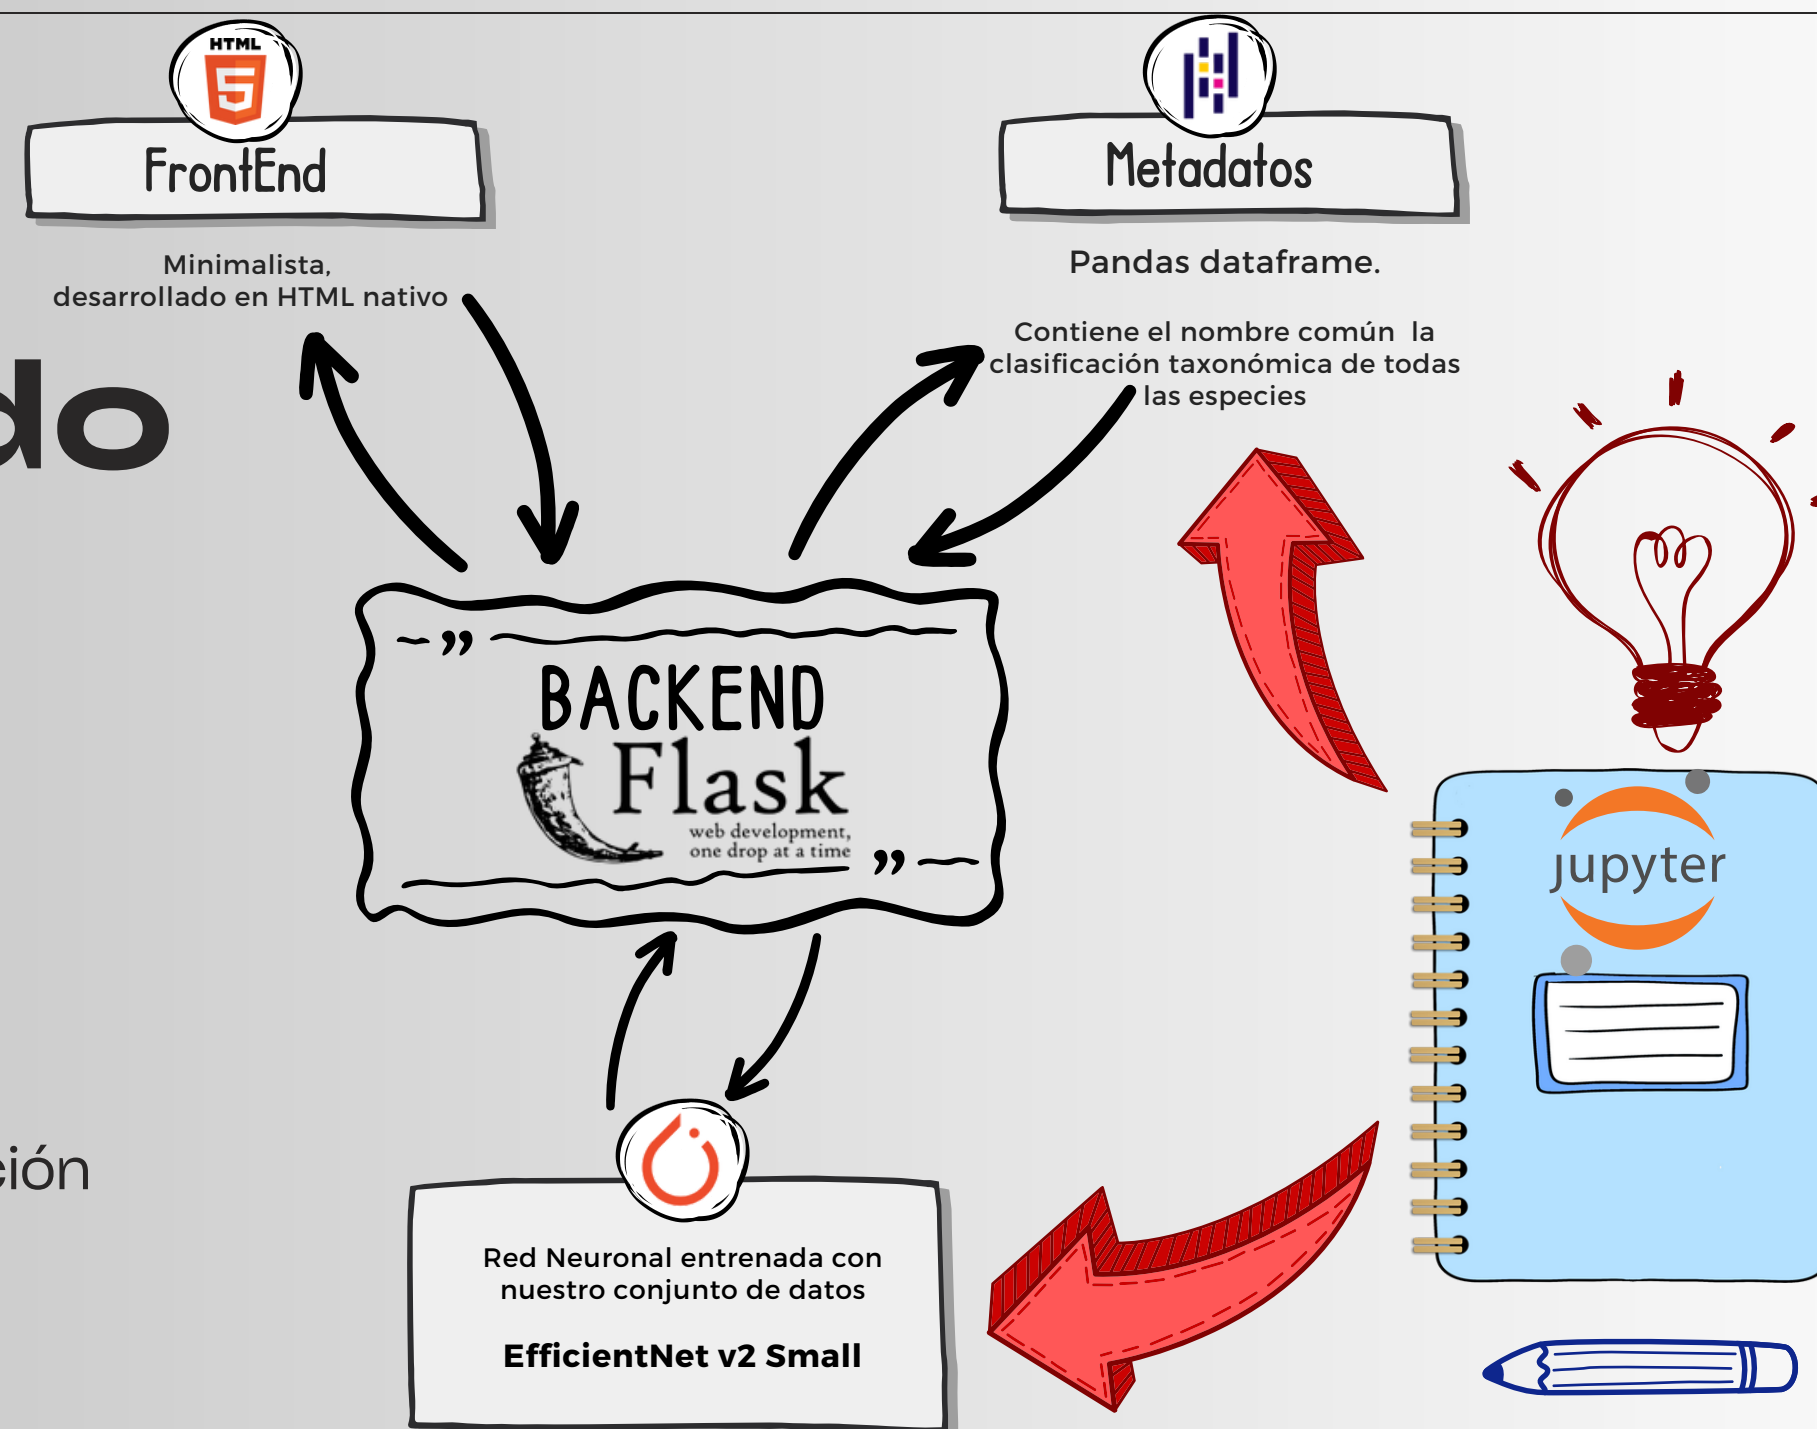 HTML
FrontEnd
Minimalista,
desarrollado en HTML nativo
Metadatos
Pandas dataframe.
Contiene el nombre común  la
clasificación taxonómica de todas
las especies
do
BACKEND
Flask
web development,
one drop at a time
jupyter
ción
Red Neuronal entrenada con
nuestro conjunto de datos
EfficientNet v2 Small